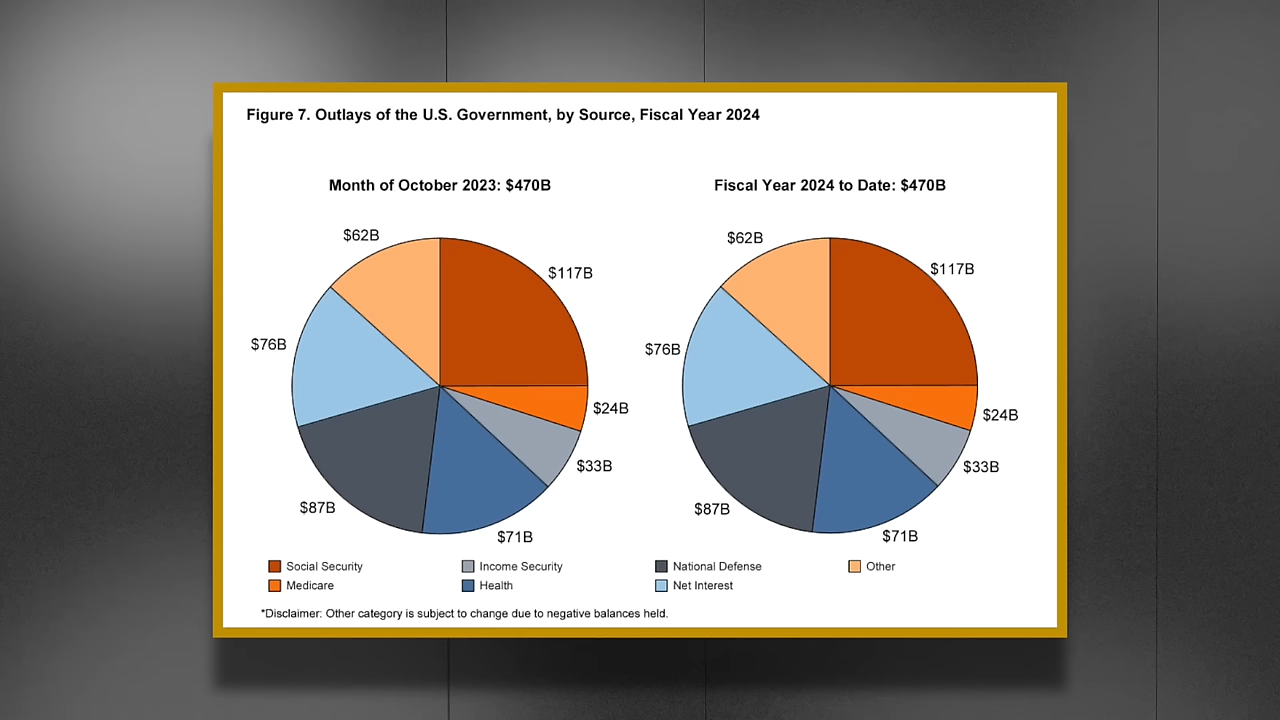 Figure 7. Outlays of the U.S. Government, by Source, Fiscal Year 2024
Month of October 2023: $470B
Fiscal Year 2024 to Date: $470B
$62B
$117B
$76B
$24B
$33B
$87B
$71B
$62B
$117B
$76B
$24B
$33B
$87B
$71B
Social Security
Income Security
National Defense
Other
Medicare
Health
Net Interest
*Disclaimer: Other category is subject to change due to negative balances held.